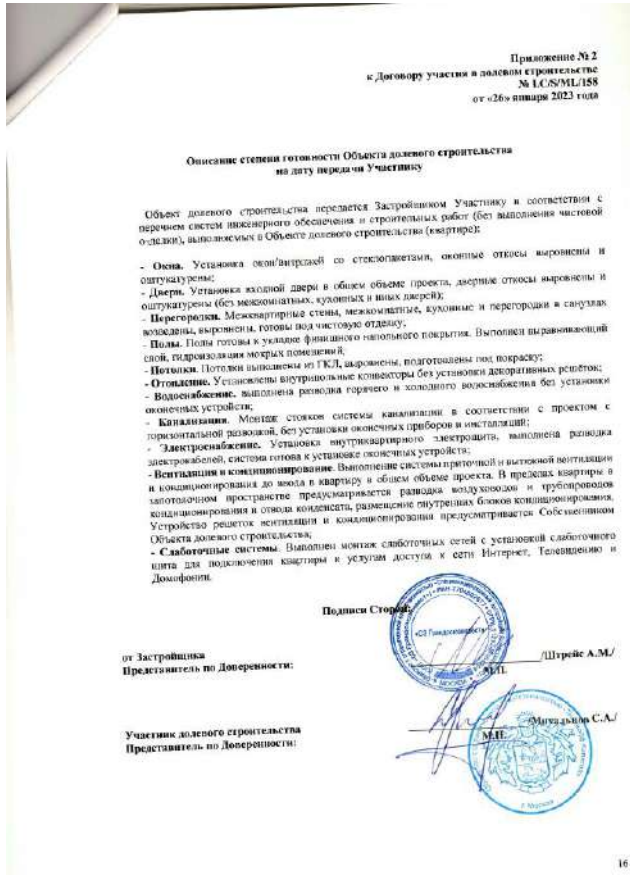 Приложение № 2
к Договору участия в долевом строительстве
№ LC/S/ML/158
от «26» января 2023 года
Описание степени готовности Объекта долевого строительства
на дату передачи Участнику
Объект долевого строительства передается Застройщиком Участнику в соответствии с
перечнем систем инженерного обеспечения и строительных работ (без выполнения чистовой
отделки), выполняемых в Объекте долевого строительства (квартире):
- Окна. Установка окон/витражей со стеклопакетами, оконные откосы выровнены и
оштукатурены;
- Двери. Установка входной двери в общем объеме проекта, дверные откосы выровнены и
оштукатурены (без межкомнатных, кухонных и иных дверей);
- Перегородки. Межквартирные стены, межкомнатные, кухонные и перегородки в санузлах
возведены, выровнены, готовы под чистовую отделку;
- Полы. Полы готовы к укладке финишного напольного покрытия. Выполнен выравнивающий
слой, гидроизоляция мокрых помещений;
- Потолки. Потолки выполнены из ГКЛ, выровнены, подготовлены под покраску;
- Отопление. Установлены внутрипольные конвекторы без установки декоративных решёток;
- Водоснабжение. выполнена разводка горячего и холодного водоснабжения без установки
оконечных устройств;
- Канализация. Монтаж стояков системы канализации в соответствии с проектом с
горизонтальной разводкой, без установки оконечных приборов и инсталляций;
- Электроснабжение. Установка внутриквартирного электрощита, выполнена разводка
электрокабелей, система готова к установке оконечных устройств;
- Вентиляция и кондиционирование. Выполнение системы приточной и вытяжной вентиляции
и кондиционирования до ввода в квартиру в общем объеме проекта. В пределах квартиры в
запотолочном пространстве предусматривается разводка воздуховодов и трубопроводов
кондиционирования и отвода конденсата, размещение внутренних блоков кондиционирования.
Устройство решеток вентиляции и кондиционирования предусматривается Собственником
Объекта долевого строительства;
- Слаботочные системы. Выполнен монтаж слаботочных сетей с установкой слаботочного
щита для подключения квартиры к услугам доступа к сети Интернет, Телевидению и
Домофонии.
Подписи Сторон:
от Застройщика
Представитель по Доверенности:
/Штрейс А.М./
М.П.
Участник долевого строительства
Представитель по Доверенности:
С.А./
М.П.
г. Москва
16